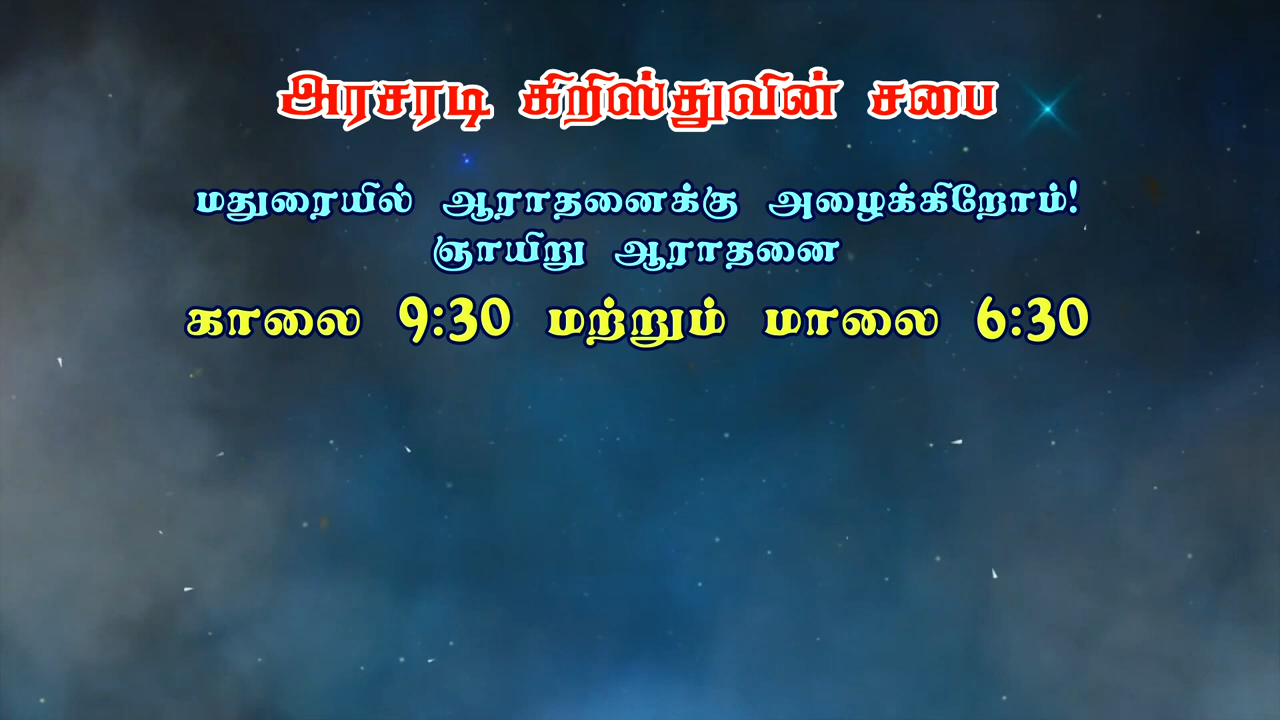 அரசரடி கிறிஸ்துவின் சபை
மதுரையில் ஆராதனைக்கு அழைக்கிறோம்!
ஞாயிறு ஆராதனை
காலை 9:30 மற்றும் மாலை 6:30